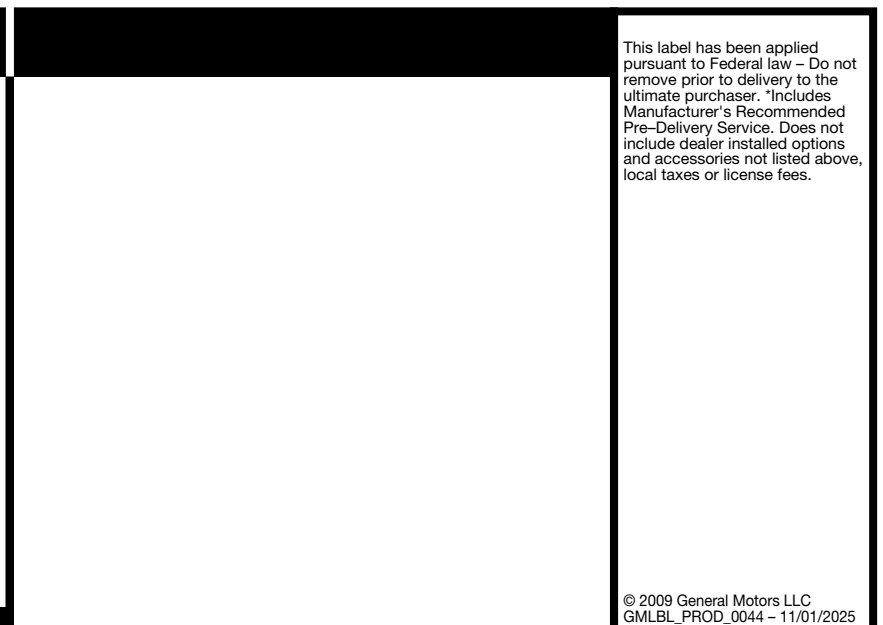 This label has been applied
pursuant to Federal law – Do not
remove prior to delivery to the
ultimate purchaser. *Includes
Manufacturer's Recommended
Pre–Delivery Service. Does not
include dealer installed options
and accessories not listed above,
local taxes or license fees.
© 2009 General Motors LLC
GMLBL_PROD_0044 – 11/01/2025